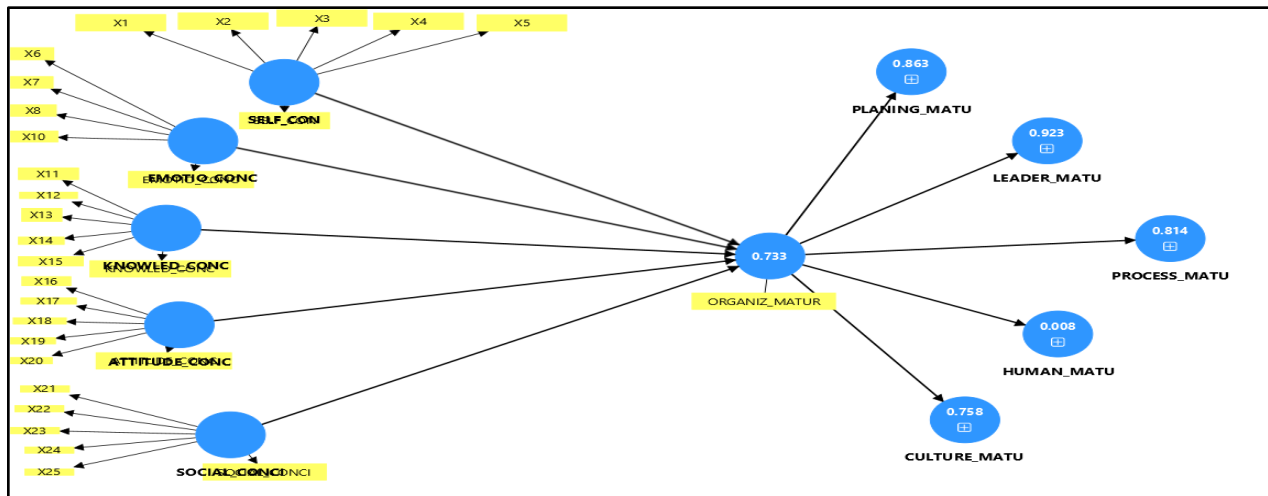 X1
X2
X3
X4
X5
X6
X7
X8
X10
SELF_CON
EMOTIO_CONC
EMOTIO_CONC
X11
X12
X13
X14
X15
KNOWLED_CONC
KNOWLED_CONC
X16
X17
X18
X19
X20
ATTITUDE_CONC
X21
X22
X23
X24
X25
SOCIAL_CONCI
0.733
ORGANIZ_MATUR
0.863
PLANING_MATU
0.923
LEADER_MATU
0.814
PROCESS_MATU
0.008
HUMAN_MATU
0.758
CULTURE_MATU